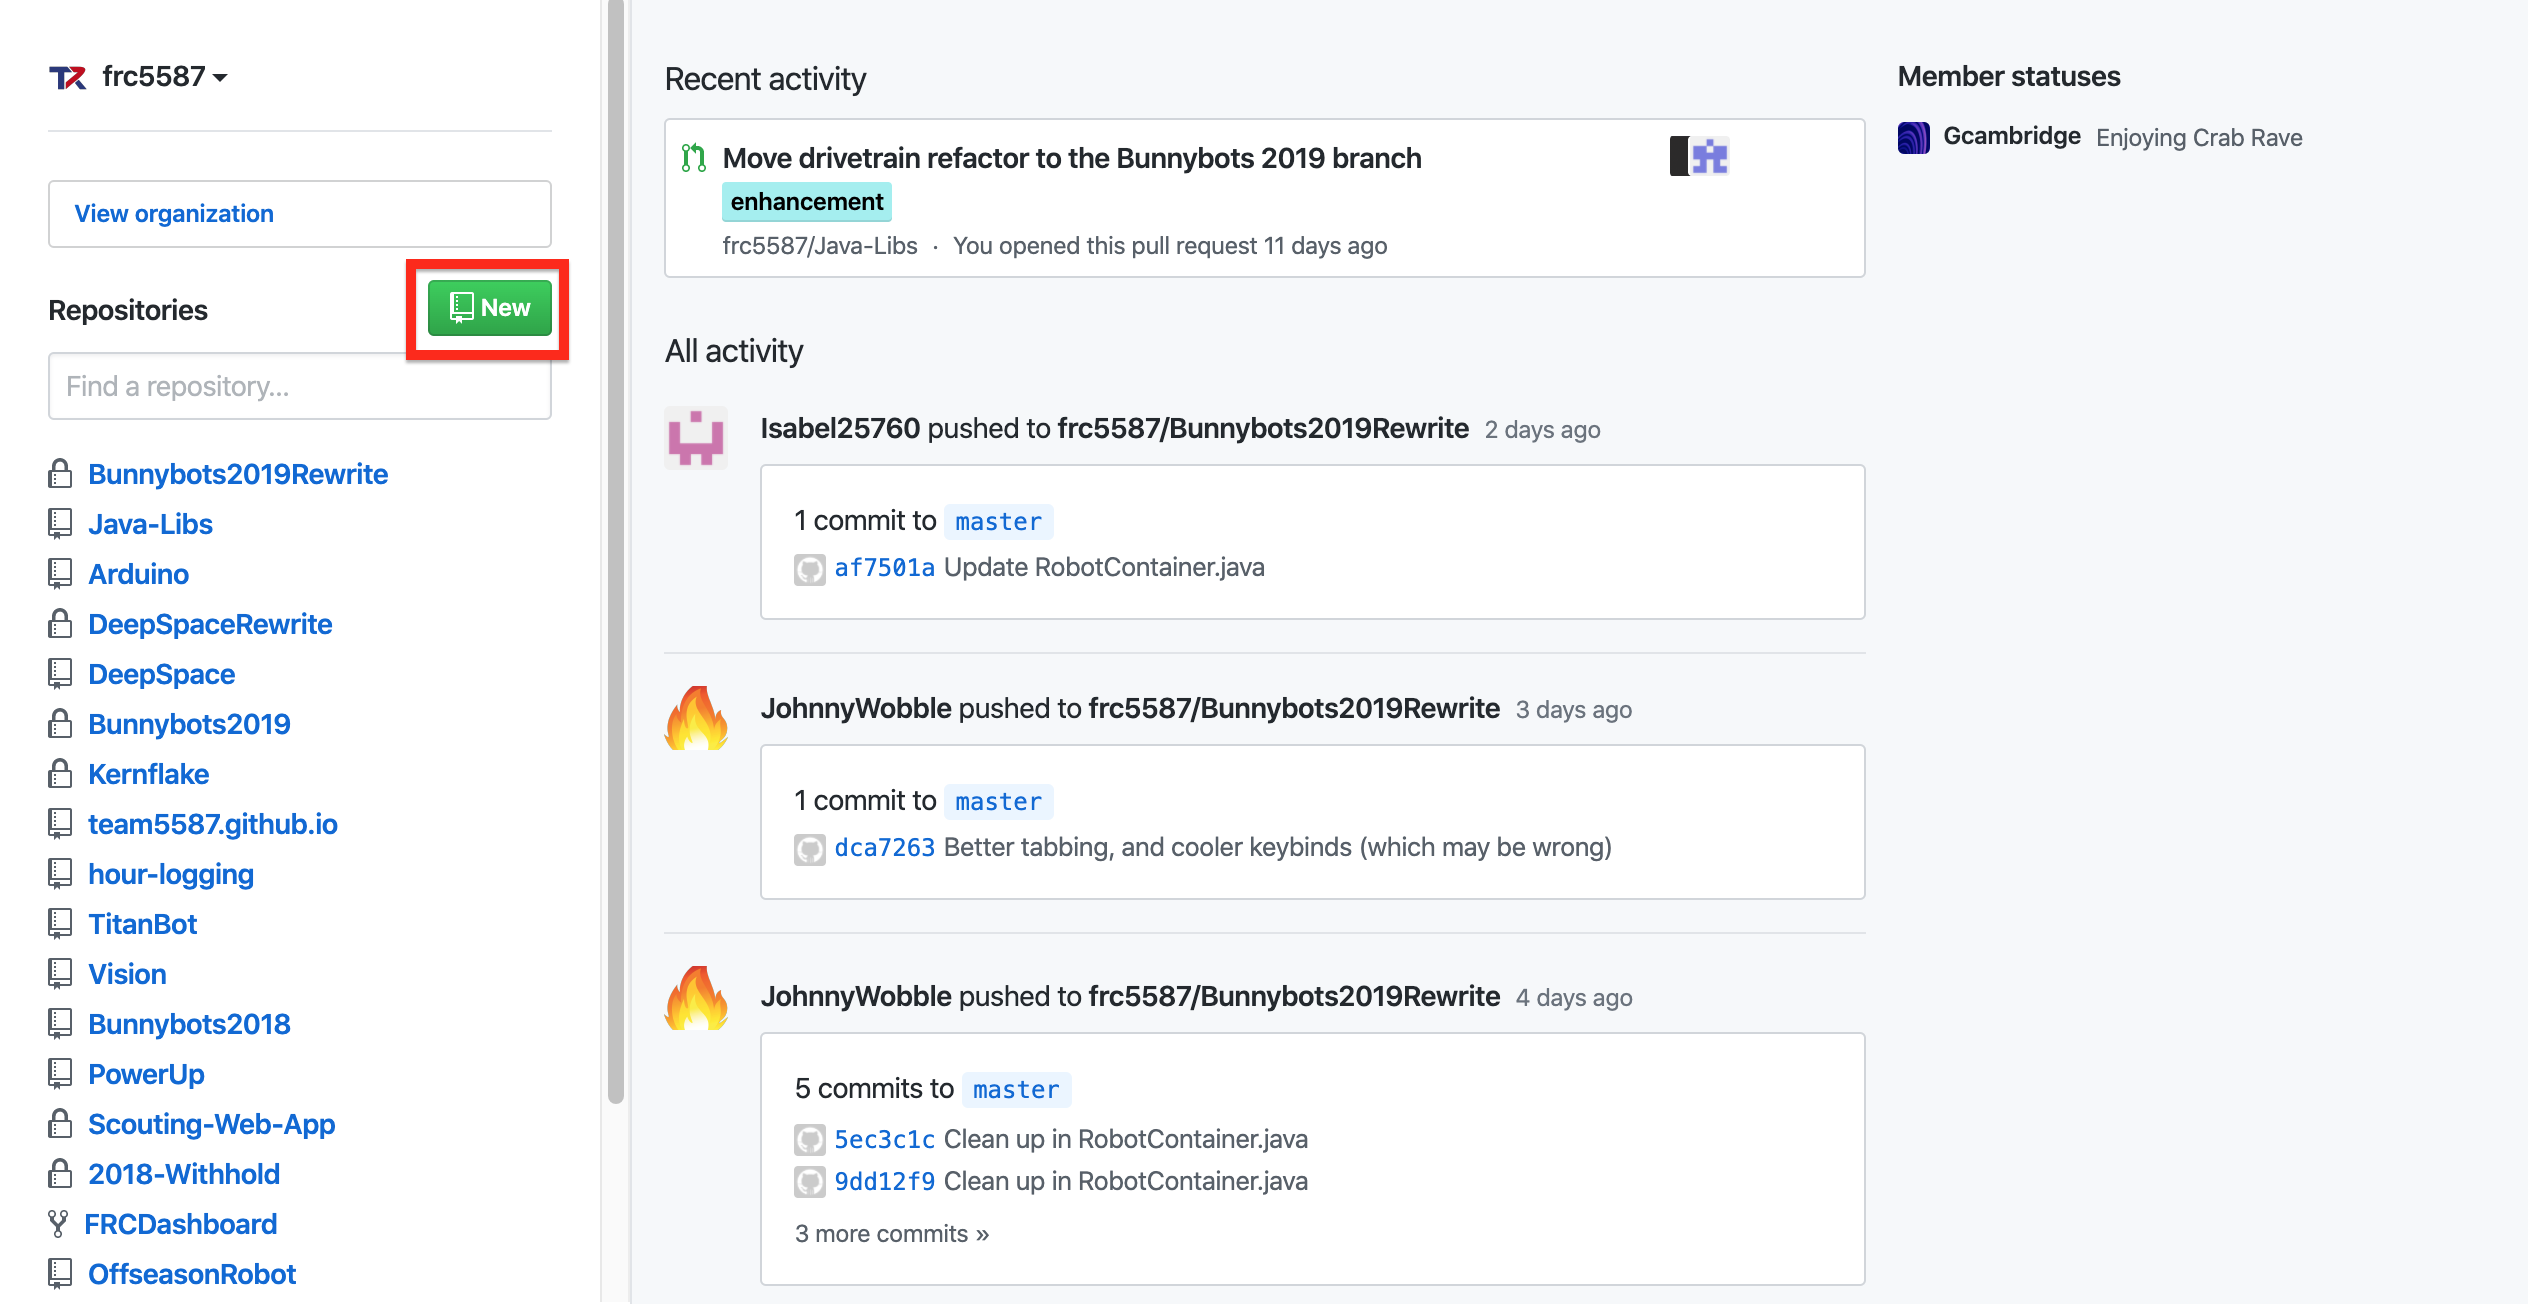 frc5587
View organization
Repositories
New
Find a repository...
Bunnybots2019Rewrite
Java-Libs
Arduino
DeepSpaceRewrite
DeepSpace
Bunnybots2019
Kernflake
team5587.github.io
hour-logging
TitanBot
Vision
Bunnybots2018
PowerUp
Scouting-Web-App
2018-Withhold
FRCDashboard
OffseasonRobot
Recent activity
Move drivetrain refactor to the Bunnybots 2019 branch
enhancement
frc5587/Java-Libs · You opened this pull request 11 days ago
All activity
Isabel25760 pushed to frc5587/Bunnybots2019Rewrite 2 days ago
1 commit to master
af7501a Update RobotContainer.java
JohnnyWobble pushed to frc5587/Bunnybots2019Rewrite 3 days ago
1 commit to master
dca7263 Better tabbing, and cooler keybinds (which may be wrong)
JohnnyWobble pushed to frc5587/Bunnybots2019Rewrite 4 days ago
5 commits to master
5ec3c1c Clean up in RobotContainer.java
9dd12f9 Clean up in RobotContainer.java
3 more commits »
Member statuses
Gcambridge Enjoying Crab Rave